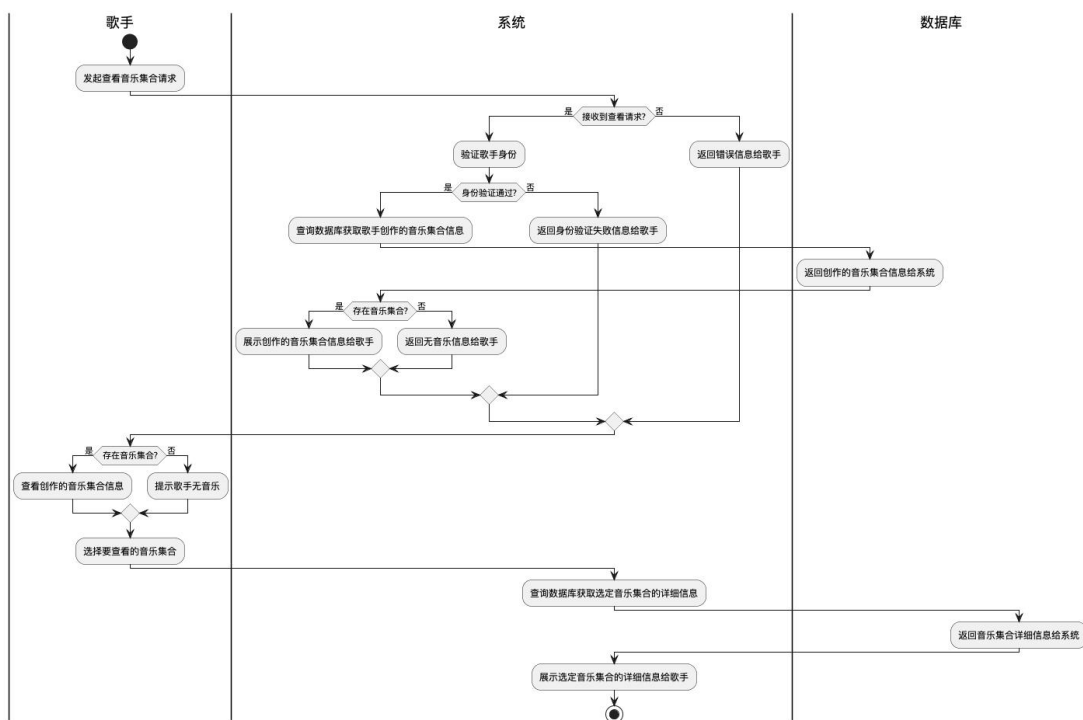 歌手
系统
数据库
发起查看音乐集合请求
是
接收到查看请求?
否
验证歌手身份
返回错误信息给歌手
是
身份验证通过?
否
查询数据库获取歌手创作的音乐集合信息
返回身份验证失败信息给歌手
返回创作的音乐集合信息给系统
是
存在音乐集合?
否
展示创作的音乐集合信息给歌手
返回无音乐信息给歌手
是
存在音乐集合?
否
查看创作的音乐集合信息
提示歌手无音乐
选择要查看的音乐集合
查询数据库获取选定音乐集合的详细信息
返回音乐集合详细信息给系统
展示选定音乐集合的详细信息给歌手